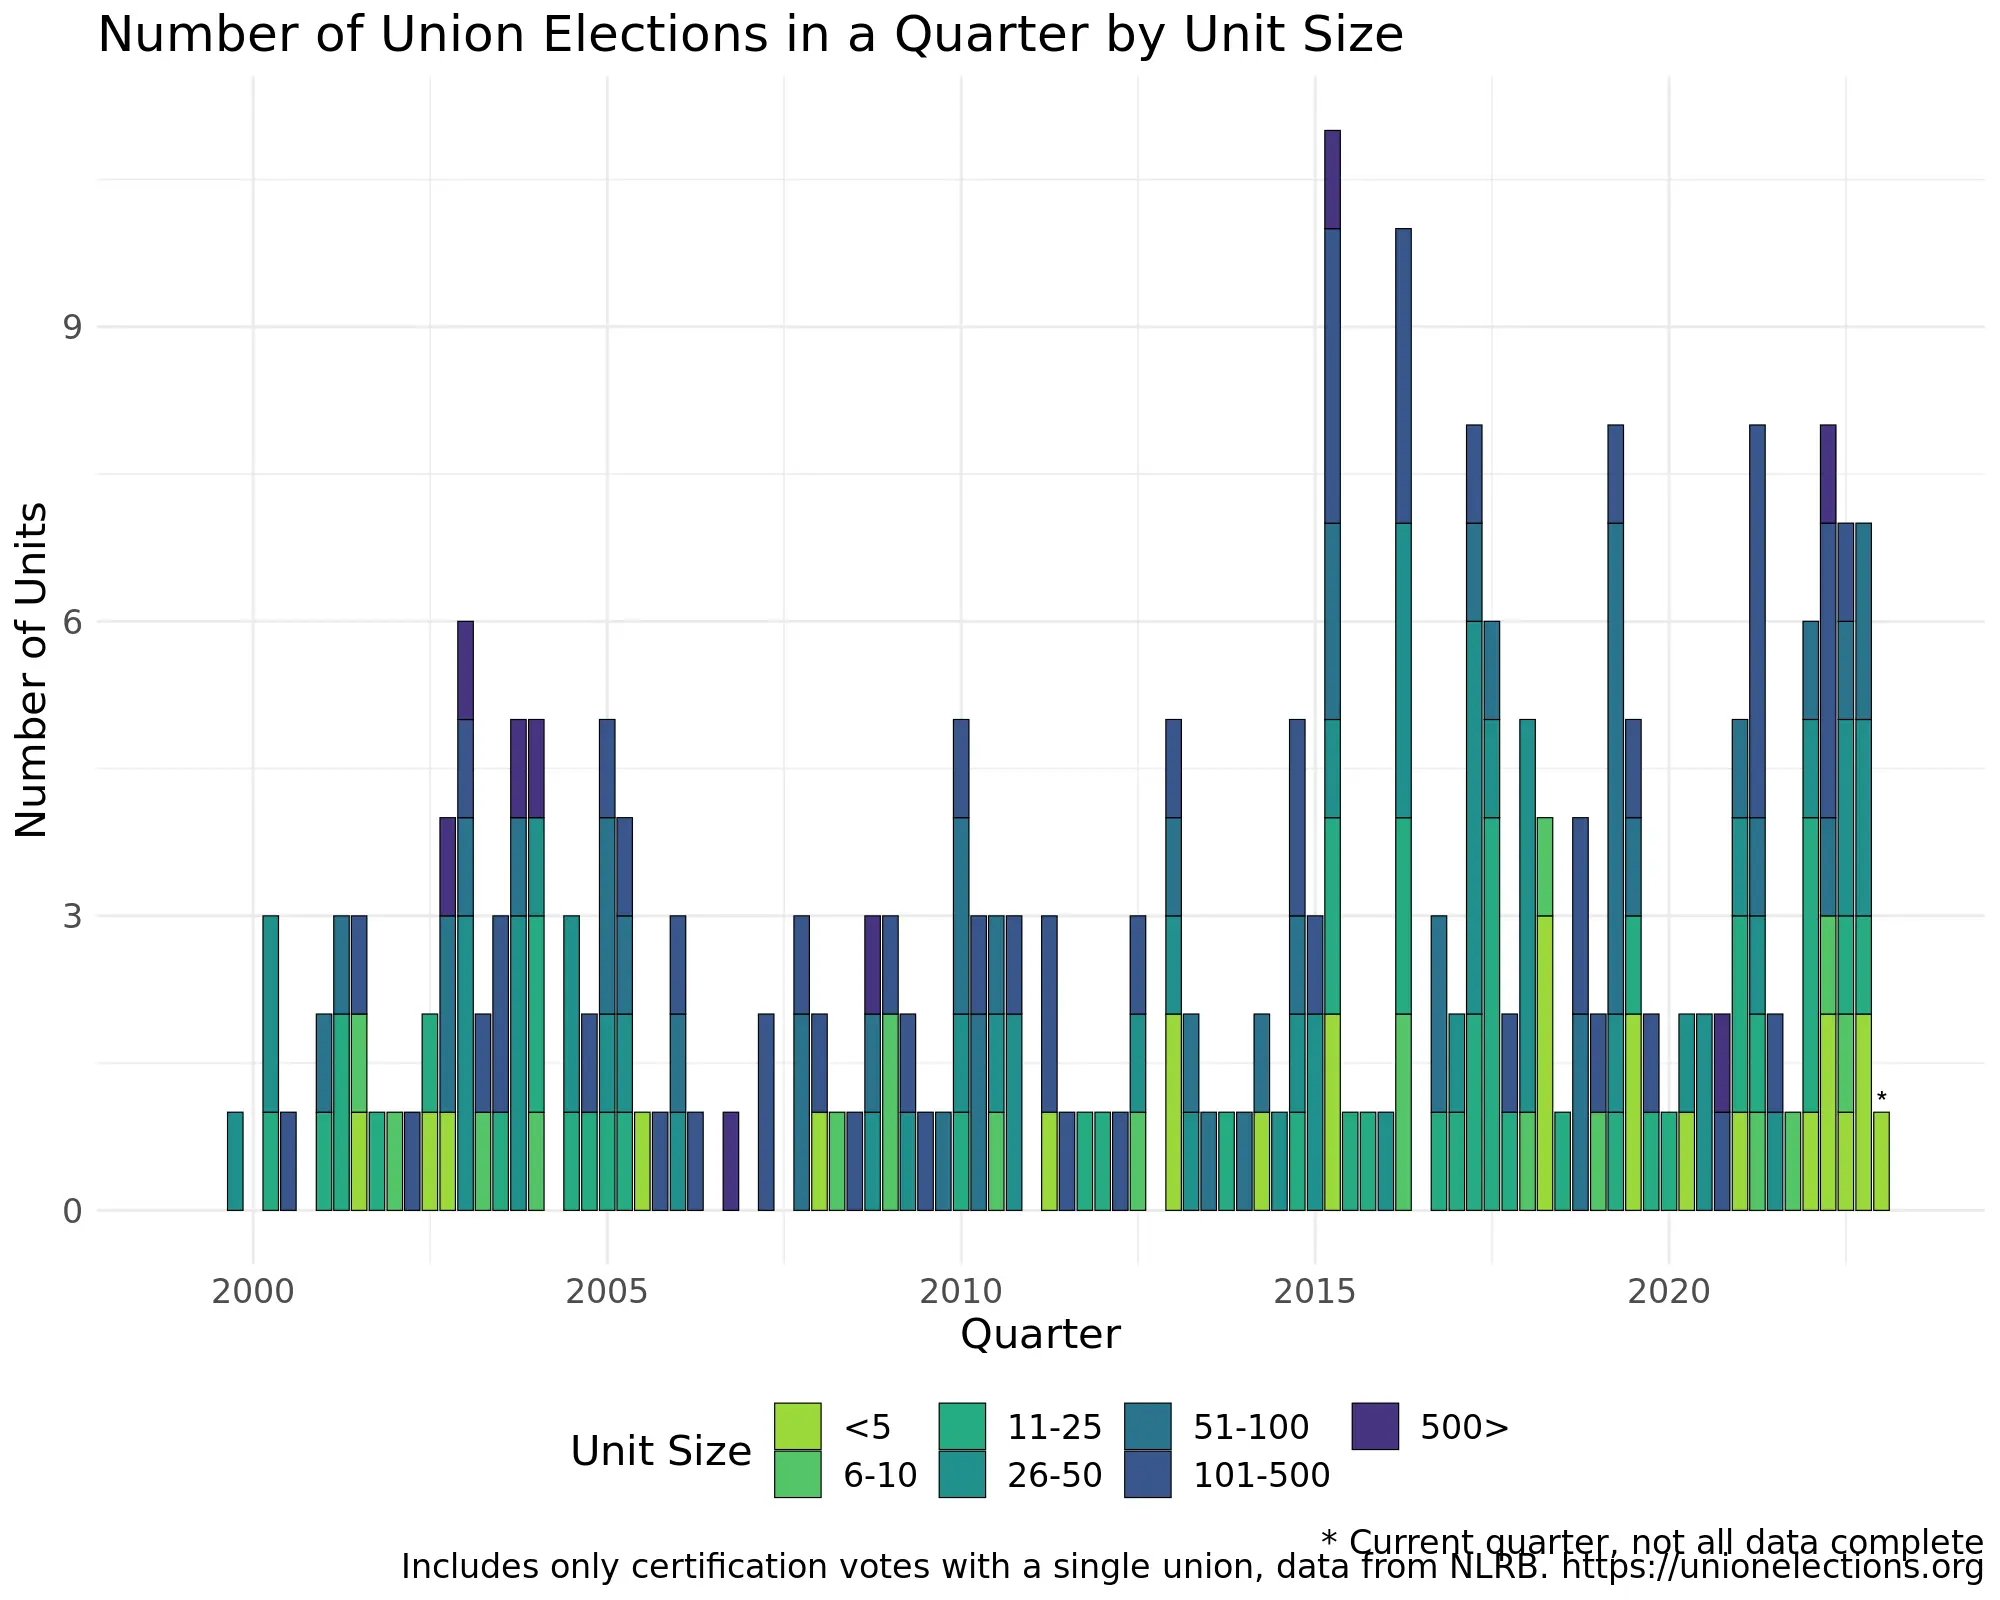 Number of Union Elections in a Quarter by Unit Size
Number of Units
9
6
3
0
*
2000 2005 2010 2015 2020
Quarter
Unit Size
<5 11-25 51-100 500>
6-10 26-50 101-500
* Current quarter, not all data complete
Includes only certification votes with a single union, data from NLRB. https://unionelections.org